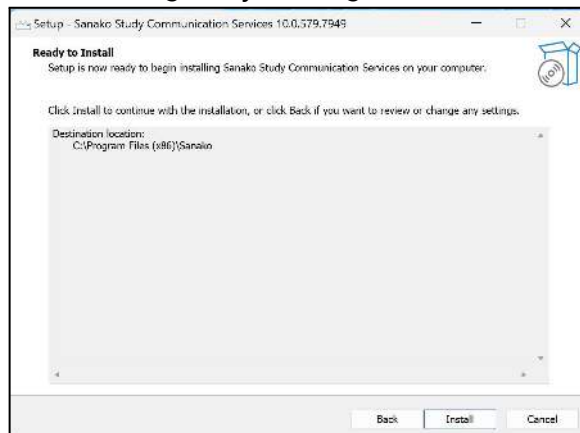 Setup - Sanako Study Communication Services 10.0.579.7949
Ready to Install
Setup is now ready to begin installing Sanako Study Communication Services on your computer.
Click Install to continue with the installation, or click Back if you want to review or change any settings.
Destination location:
C:\Program Files (x86)\Sanako
Back Install Cancel